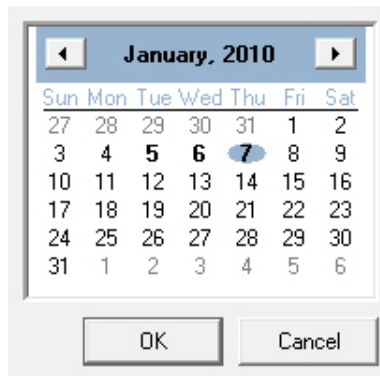 January, 2010
Sun Mon Tue Wed Thu Fri Sat
27 28 29 30 31 1 2
3 4 5 6 7 8 9
10 11 12 13 14 15 16
17 18 19 20 21 22 23
24 25 26 27 28 29 30
31 1 2 3 4 5 6
OK Cancel